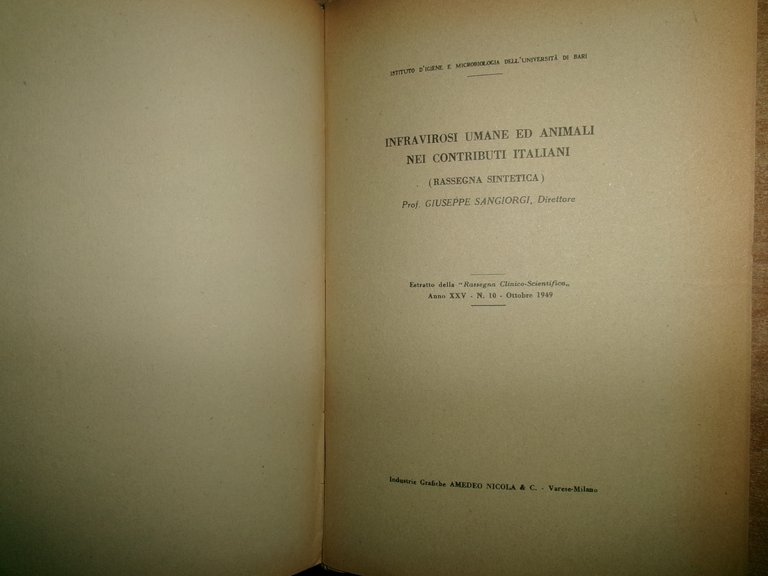 ISTITUTO D'IGIENE E MICROBIOLOGIA DELL'UNIVERSITÀ DI BARI
INFRAVIROSI UMANE ED ANIMALI
NEI CONTRIBUTI ITALIANI
(RASSEGNA SINTETICA)
Prof. GIUSEPPE SANGIORGI, Direttore
Estratto della "Rassegna Clinico-Scientifica„
Anno XXV - N. 10 - Ottobre 1949
Industrie Grafiche AMEDEO NICOLA & C. - Varese-Milano